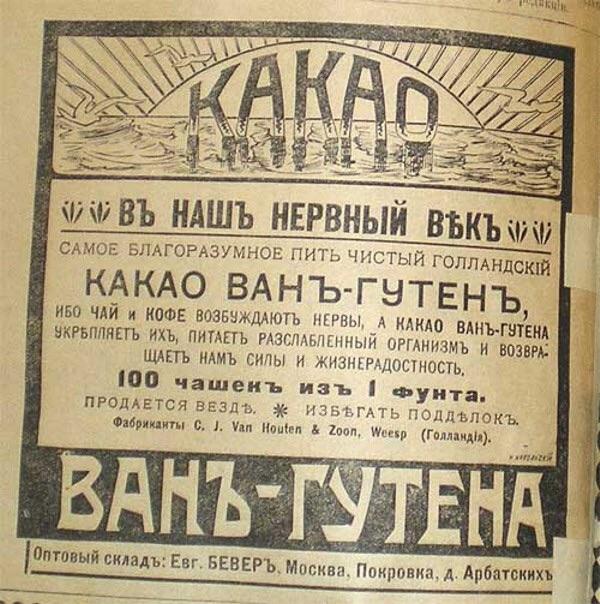 КАКАО
ВЪ НАШЪ НЕРВНЫЙ ВѢКЪ
САМОЕ БЛАГОРАЗУМНОЕ ПИТЬ ЧИСТЫЙ ГОЛЛАНДСКIЙ
КАКАО ВАНЪ-ГУТЕНЪ,
ИБО ЧАЙ и КОФЕ ВОЗБУЖДАЮТЪ НЕРВЫ, А КАКАО ВАНЪ-ГУТЕНА
УКРѢПЛЯЕТЪ ИХЪ, ПИТАЕТЪ РАЗСЛАБЛЕННЫЙ ОРГАНИЗМЪ И ВОЗВРА-
ЩАЕТЪ НАМЪ СИЛЫ И ЖИЗНЕРАДОСТНОСТЬ.
100 чашекъ изъ 1 фунта.
ПРОДАЕТСЯ ВЕЗДѢ. * ИЗБѢГАТЬ ПОДДѢЛОКЪ.
Фабриканты C. J. Van Houten & Zoon, Weesp (Голландiя).
ВАНЪ-ГУТЕНА
Оптовый складъ: Евг. БЕВЕРЪ, Москва, Покровка, д. Арбатскихъ